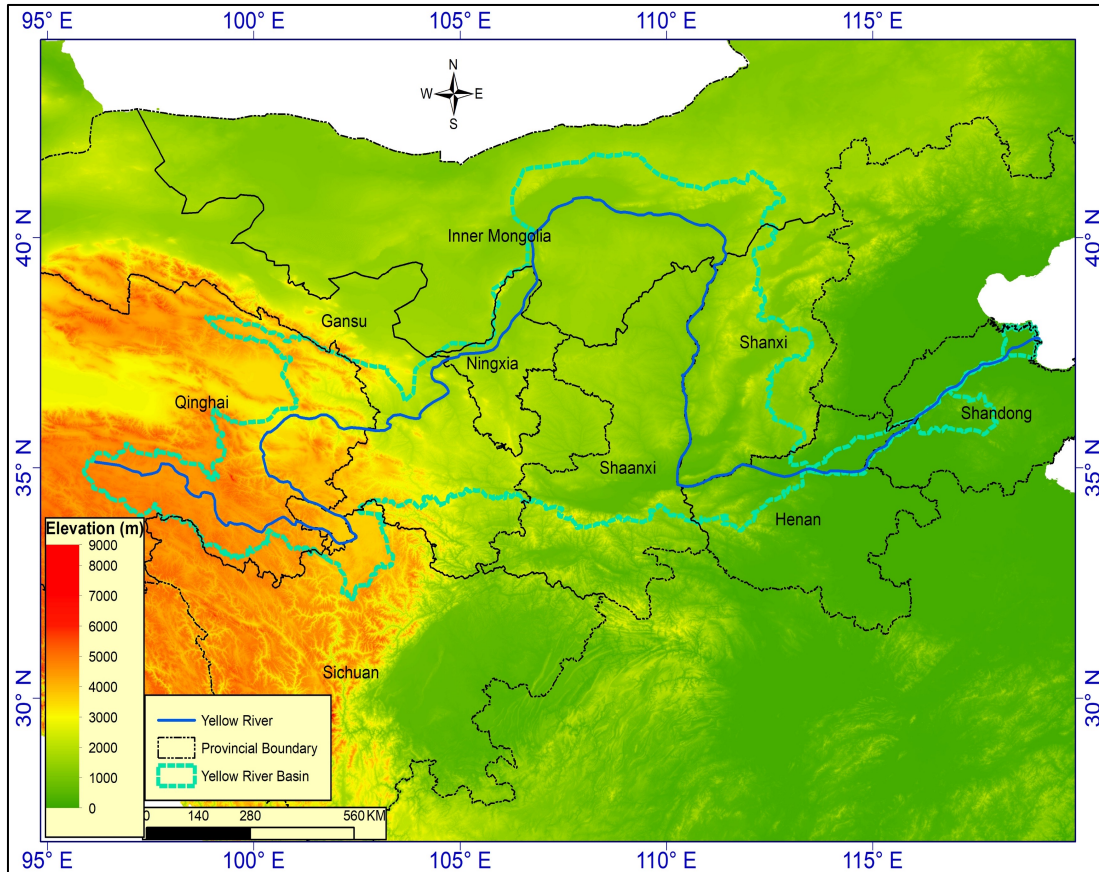 95° E 100° E 105° E 110° E 115° E
N
W E
S
40° N
40° N
Inner Mongolia
Gansu
Shanxi
Ningxia
Qinghai
Shandong
35° N
Shaanxi
35° N
Henan
Elevation (m)
9000
8000
7000
6000
5000
4000
3000
2000
1000
0
Sichuan
30° N
30° N
Yellow River
Provincial Boundary
Yellow River Basin
0 140 280 560 KM
95° E 100° E 105° E 110° E 115° E